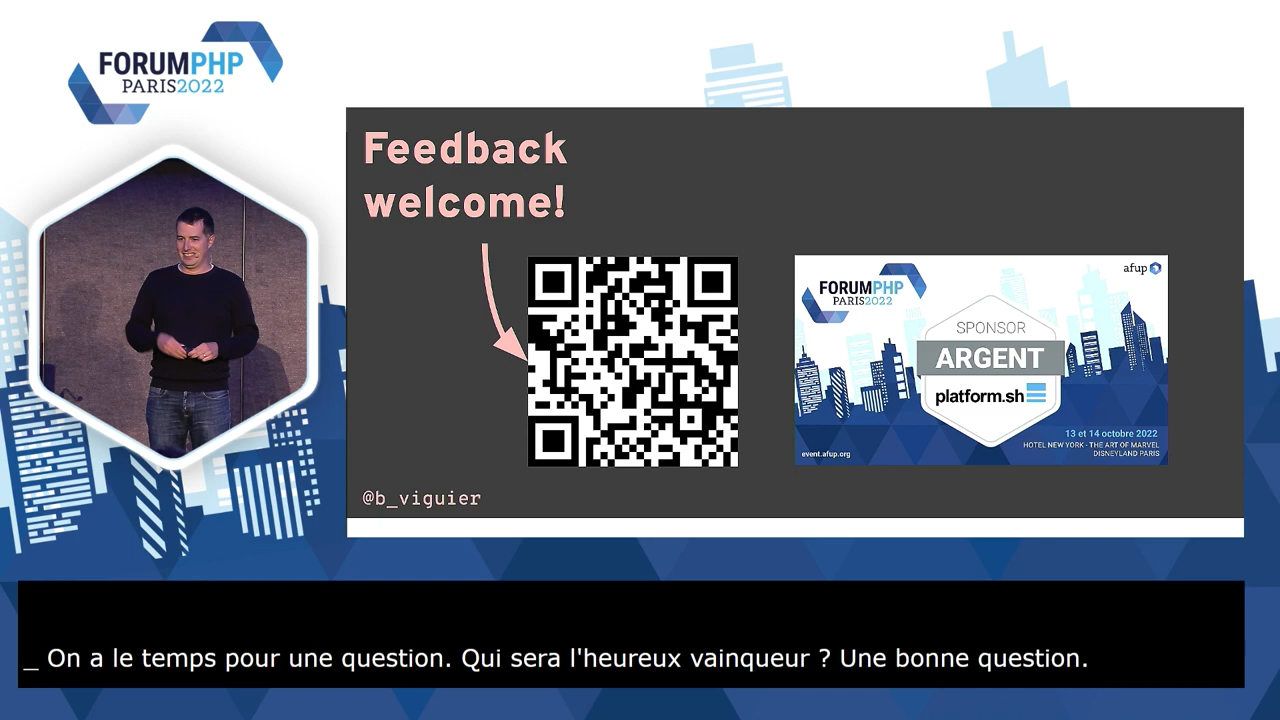 FORUMPHP
PARIS2022
Feedback
welcome!
afup
FORUMPHP
PARIS2022
SPONSOR
ARGENT
platform.sh
13 et 14 octobre 2022
HOTEL NEW YORK - THE ART OF MARVEL
DISNEYLAND PARIS
event.afup.org
@b_viguier
_ On a le temps pour une question. Qui sera l'heureux vainqueur ? Une bonne question.